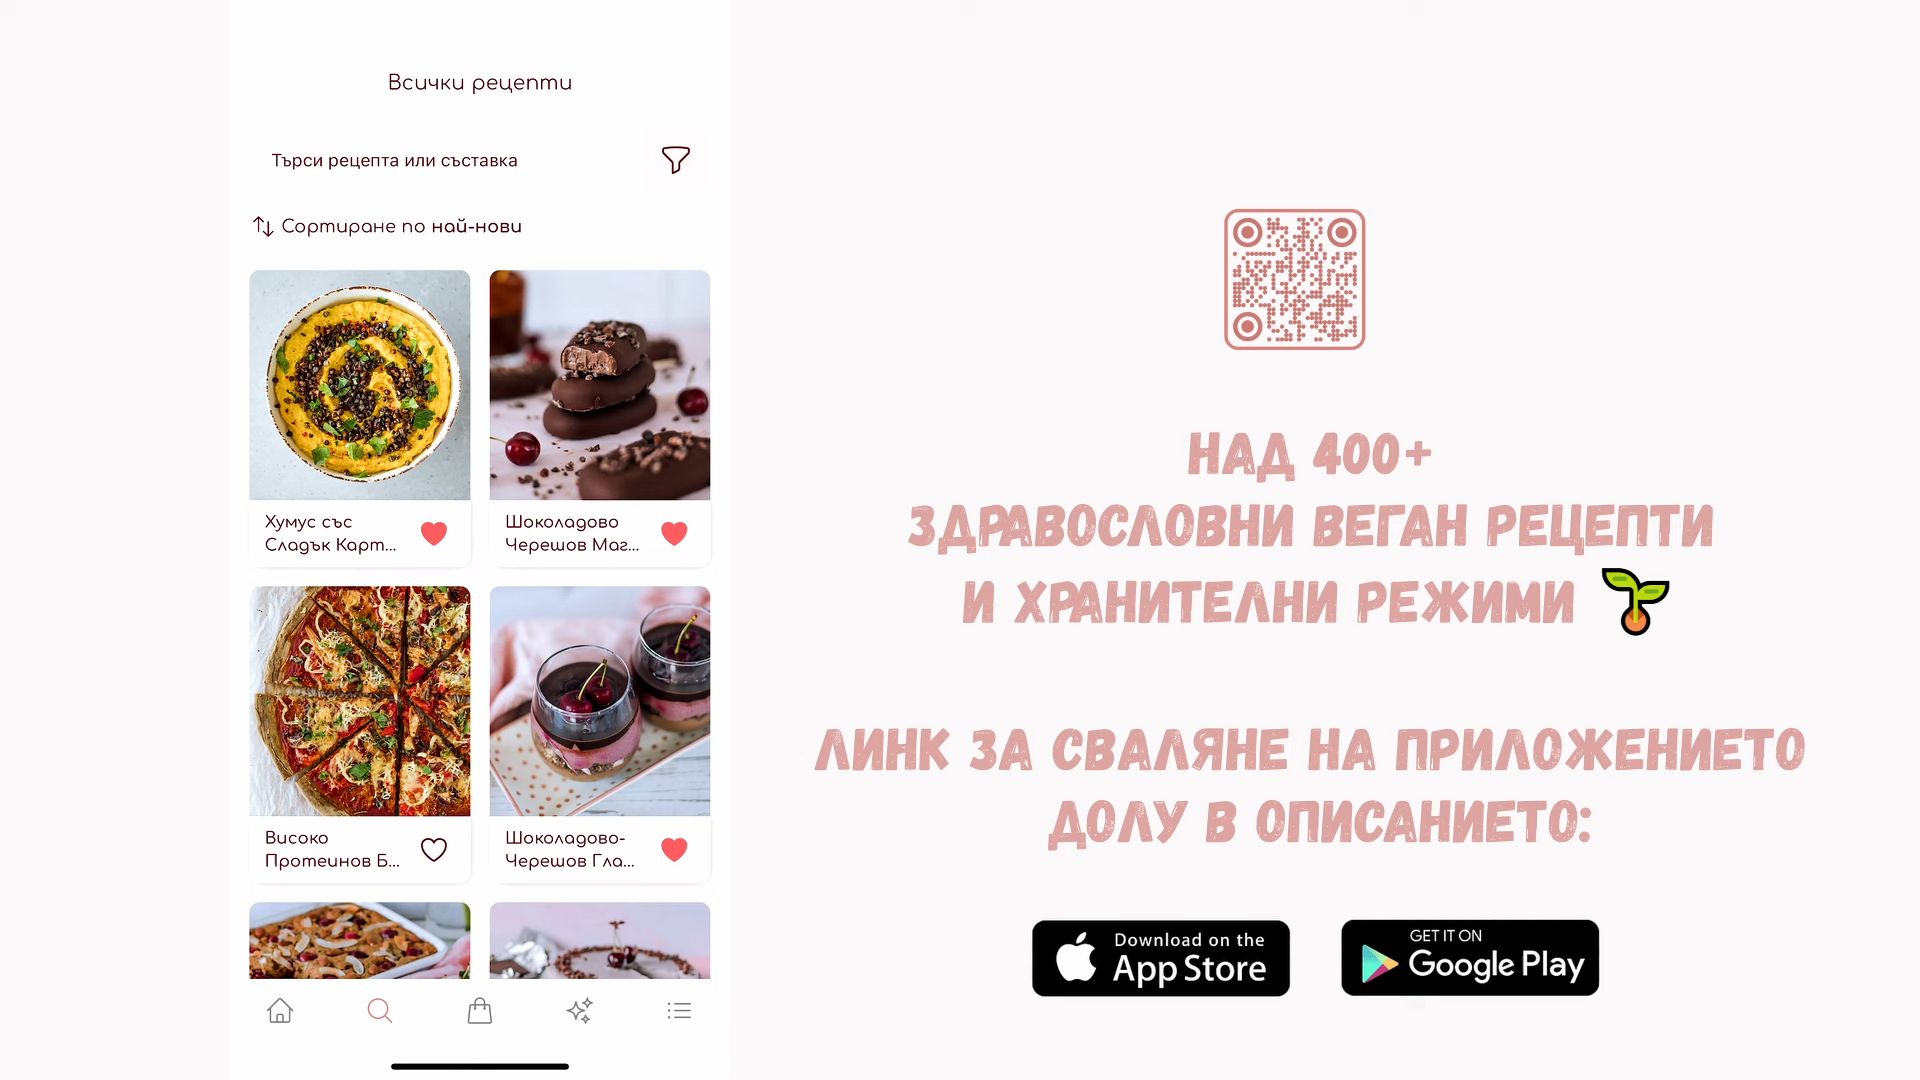 Всички рецепти
Търси рецепта или съставка
Сортиране по най-нови
Хумус със
Сладък Карт...
Шоколадово
Черешов Маг...
Високо
Протеинов Б...
Шоколадово-
Черешов Гла...
НАД 400+
ЗДРАВОСЛОВНИ ВЕГАН РЕЦЕПТИ
И ХРАНИТЕЛНИ РЕЖИМИ
ЛИНК ЗА СВАЛЯНЕ НА ПРИЛОЖЕНИЕТО
ДОЛУ В ОПИСАНИЕТО:
Download on the
App Store
GET IT ON
Google Play